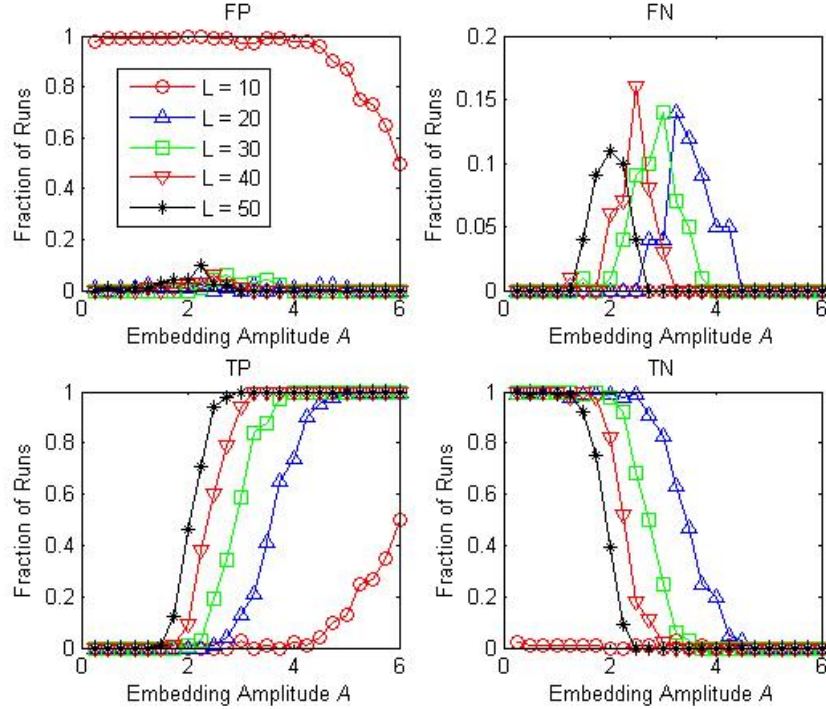 FP
Fraction of Runs
1
0.8
0.6
0.4
0.2
0
0 2 4 6
Embedding Amplitude A
L = 10
L = 20
L = 30
L = 40
L = 50
FN
Fraction of Runs
0.2
0.15
0.1
0.05
0
0 2 4 6
Embedding Amplitude A
TP
Fraction of Runs
1
0.8
0.6
0.4
0.2
0
0 2 4 6
Embedding Amplitude A
TN
Fraction of Runs
1
0.8
0.6
0.4
0.2
0
0 2 4 6
Embedding Amplitude A